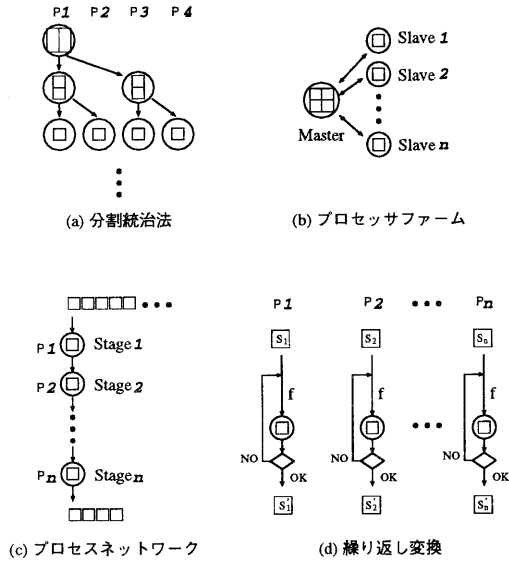 P1 P2 P3 P4
(a) 分割統治法
Slave 1
Slave 2
Master
Slave n
(b) プロセッサファーム
P1 Stage 1
P2 Stage 2
Pn Stage n
(c) プロセスネットワーク
P1 P2 Pn
S1 S2 Sn
f f f
NO NO NO
OK OK OK
S'1 S'2 S'n
(d) 繰り返し変換